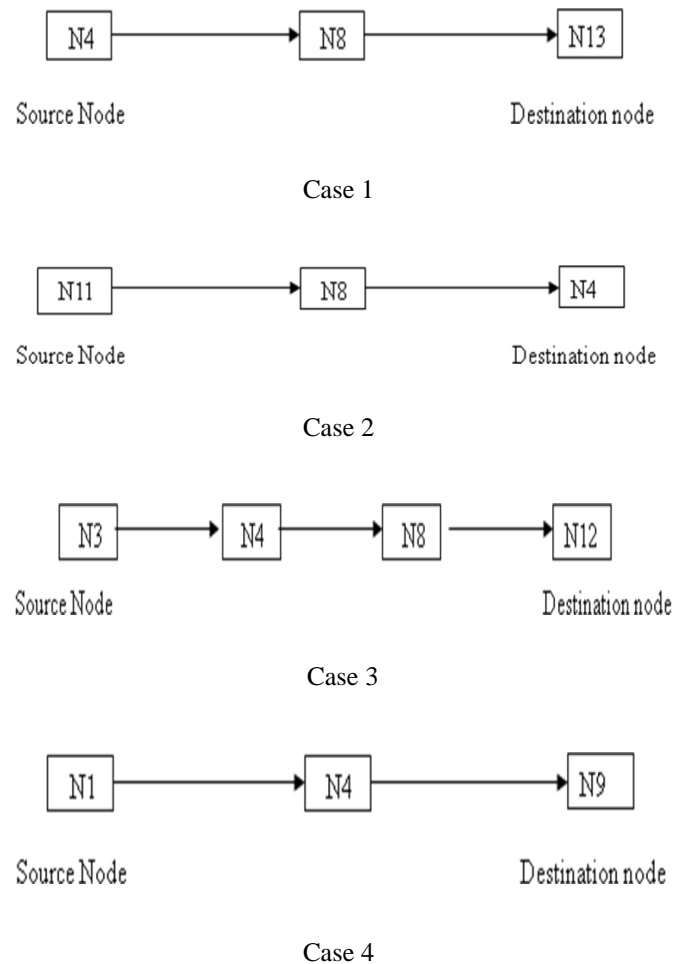 N4 N8 N13
Source Node Destination node
Case 1
N11 N8 N4
Source Node Destination node
Case 2
N3 N4 N8 N12
Source Node Destination node
Case 3
N1 N4 N9
Source Node Destination node
Case 4